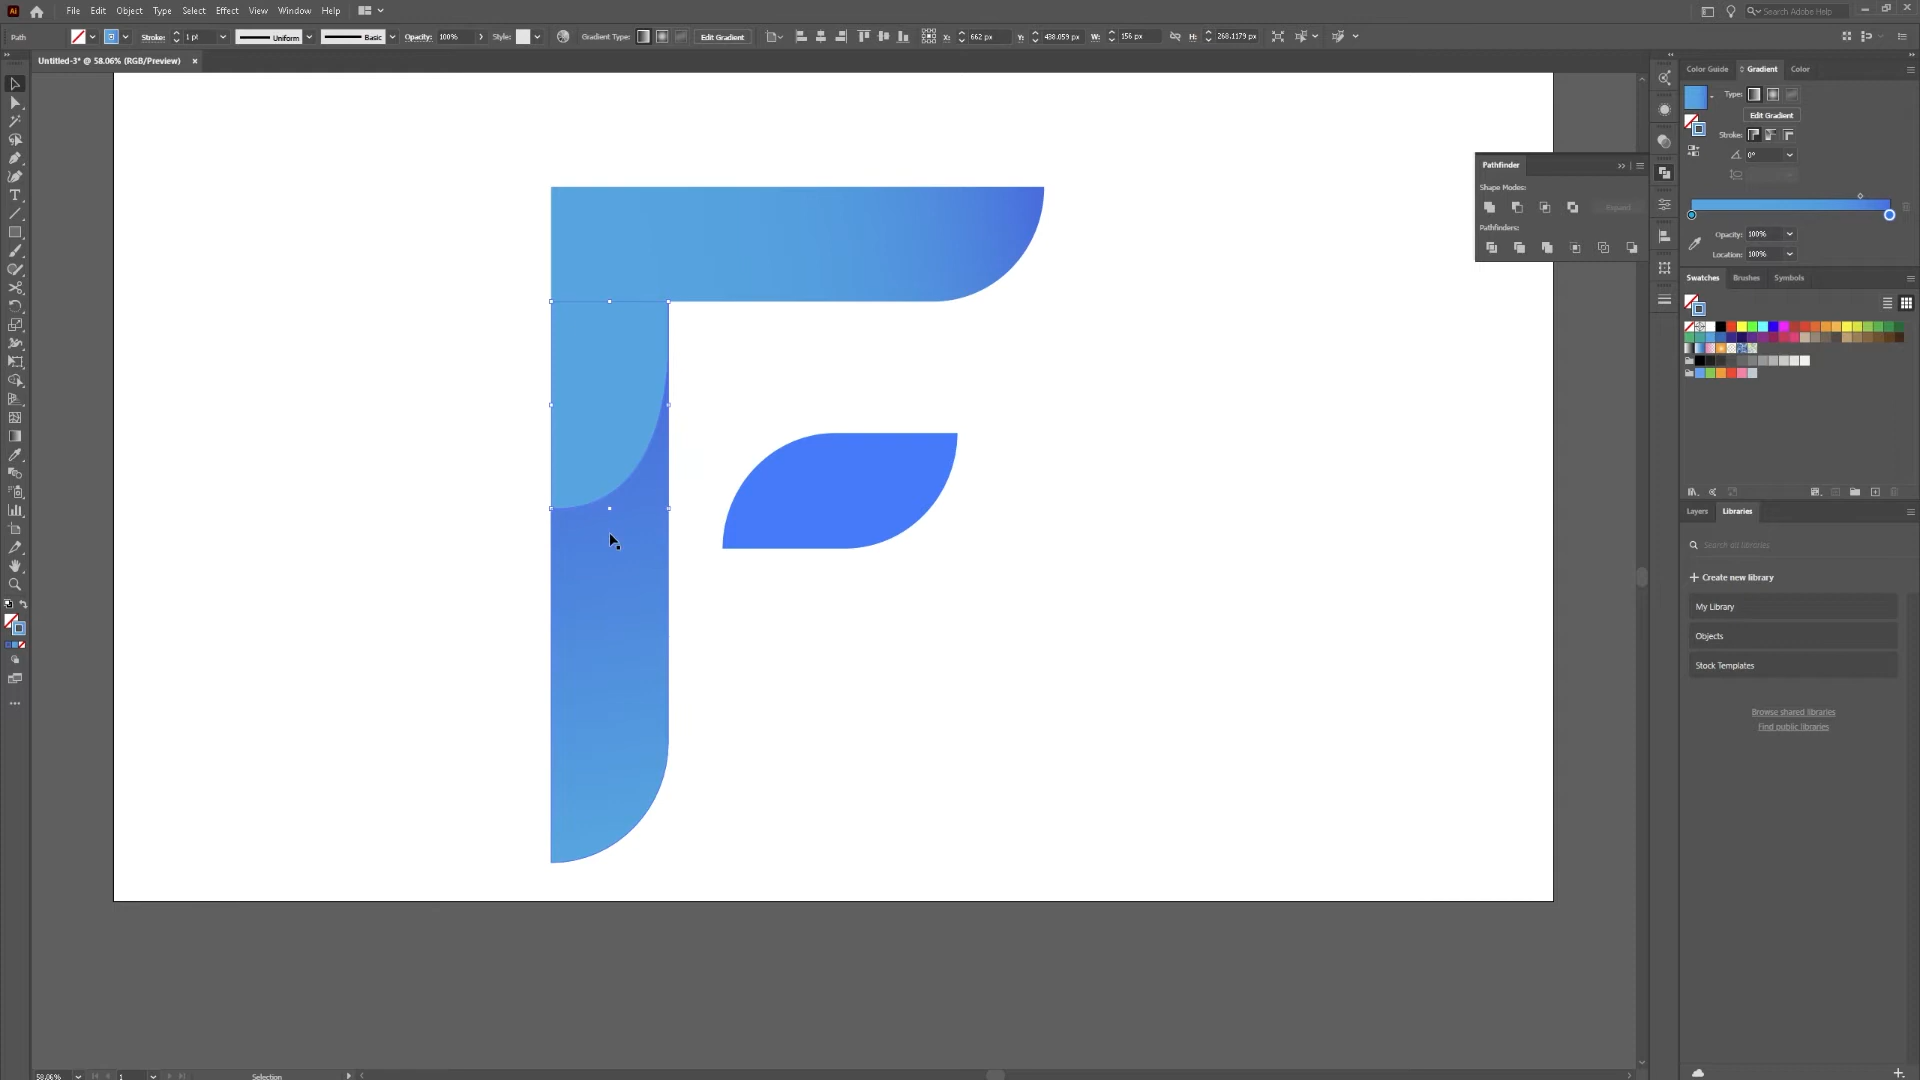 Ai File Edit Object Type Select Effect View Window Help Search Adobe Help
Path Stroke: 1 pt Uniform Basic Opacity: 100% Style: Gradient Type: Edit Gradient X: 662 px Y: 438.059 px W: 156 px H: 268.1179 px
Untitled-3* @ 58.06% (RGB/Preview) ×
Color Guide Gradient Color
Type:
Edit Gradient
Stroke:
0°
Opacity: 100%
Location: 100%
Pathfinder
Shape Modes:
Expand
Pathfinders:
Swatches Brushes Symbols
Layers Libraries
Search all libraries
+ Create new library
My Library
Objects
Stock Templates
Browse shared libraries
Find public libraries
58.06% 1 Selection